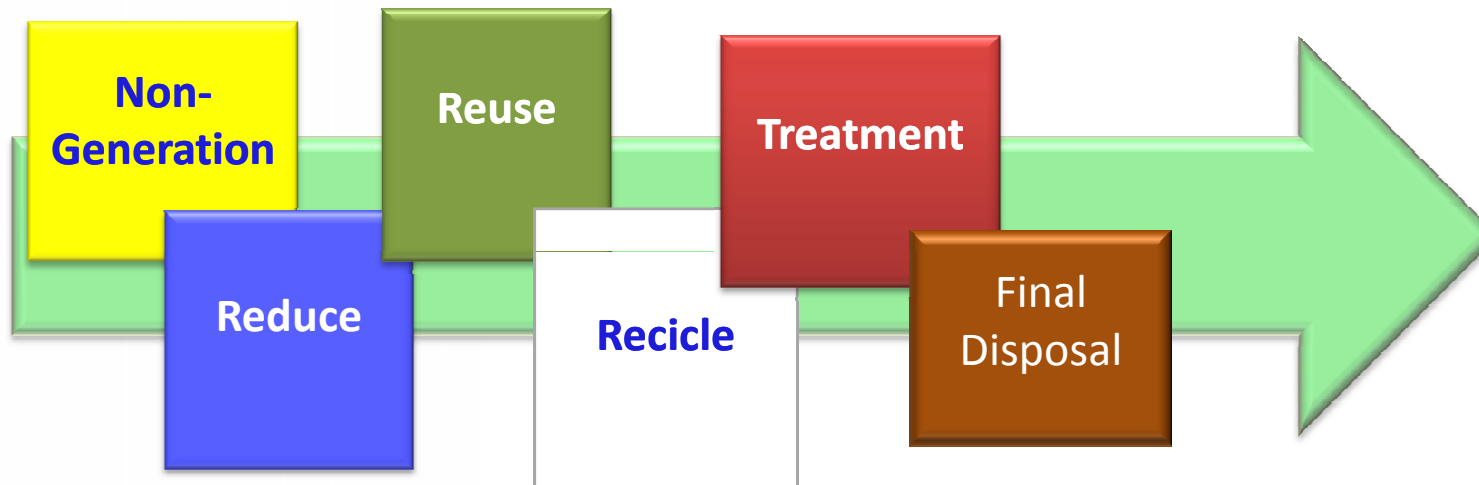 Non-
Generation
Reduce
Reuse
Recicle
Treatment
Final
Disposal